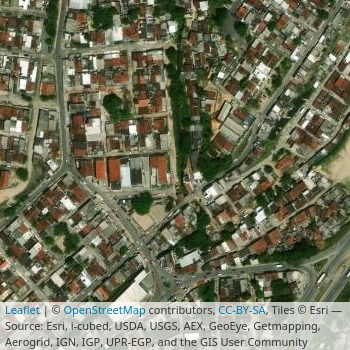 Leaflet | © OpenStreetMap contributors, CC-BY-SA, Tiles © Esri —
Source: Esri, i-cubed, USDA, USGS, AEX, GeoEye, Getmapping,
Aerogrid, IGN, IGP, UPR-EGP, and the GIS User Community